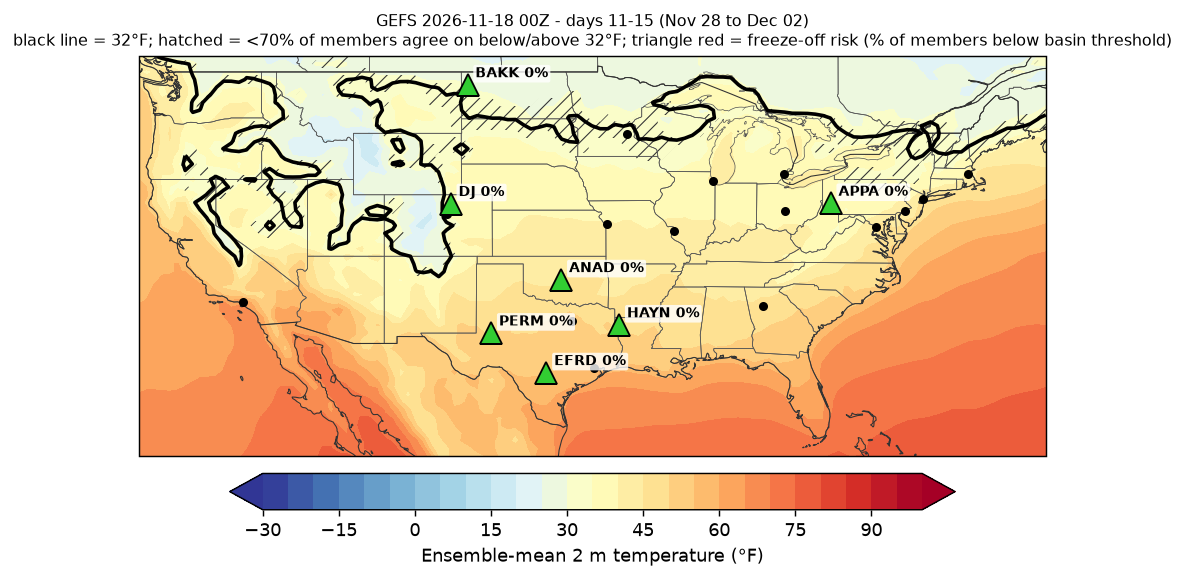 GEFS 2026-11-18 00Z - days 11-15 (Nov 28 to Dec 02)
black line = 32°F; hatched = <70% of members agree on below/above 32°F; triangle red = freeze-off risk (% of members below basin threshold)
BAKK 0%
DJ 0%
APPA 0%
ANAD 0%
HAYN 0%
PERM 0%
EFRD 0%
−30 −15 0 15 30 45 60 75 90
Ensemble-mean 2 m temperature (°F)